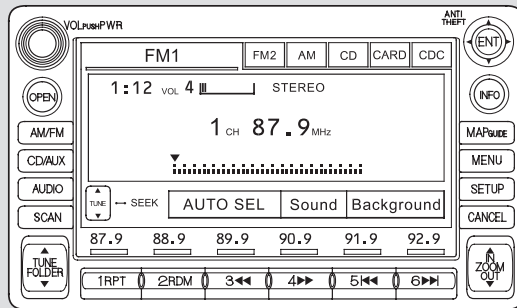 VOL PUSH PWR
ANTI THEFT
ENT
FM1 FM2 AM CD CARD CDC
1:12 VOL 4 STEREO
OPEN
INFO
1 CH 87.9 MHz
AM/FM
MAP GUIDE
CD/AUX
MENU
AUDIO
SETUP
TUNE ↔ SEEK AUTO SEL Sound Background
SCAN
CANCEL
87.9 88.9 89.9 90.9 91.9 92.9
TUNE
FOLDER
IN
ZOOM
OUT
1RPT 2RDM 3◄◄ 4►► 5I◄◄ 6►►I